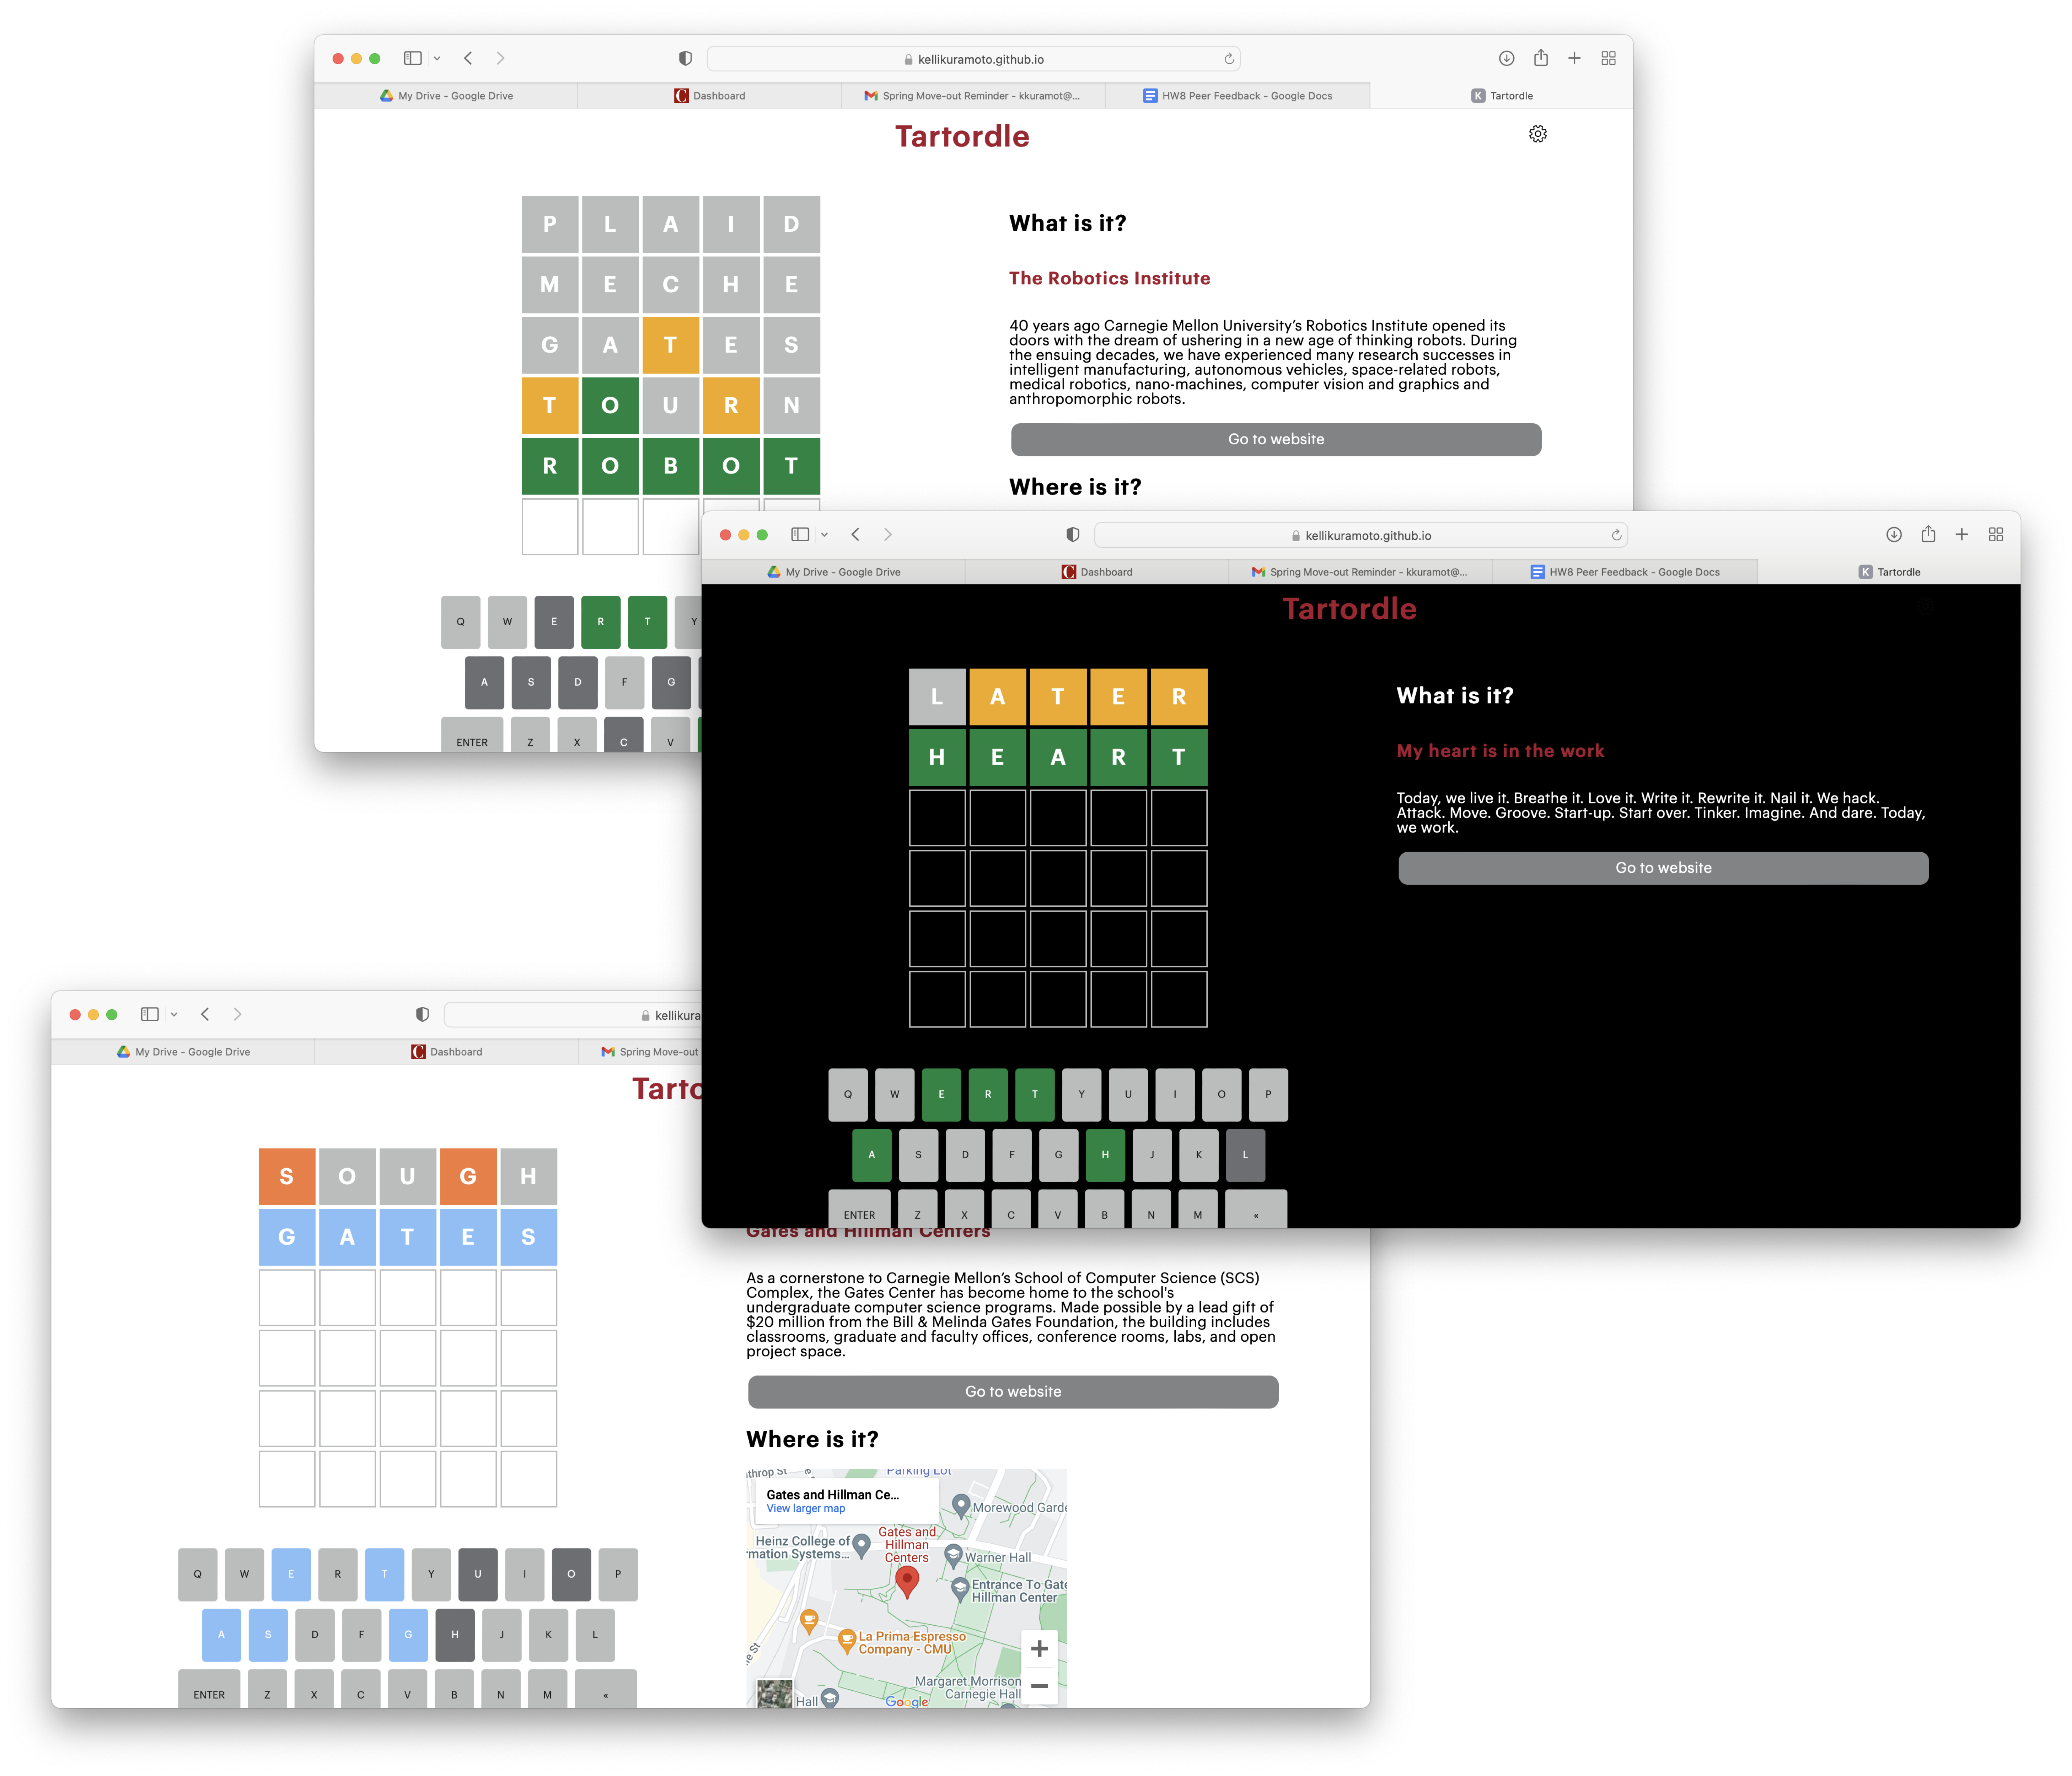 kellikuramoto.github.io
My Drive - Google Drive
Dashboard
Spring Move-out Reminder - kkuramot@...
HW8 Peer Feedback - Google Docs
K Tartordle
Tartordle
P L A I D
M E C H E
G A T E S
T O U R N
R O B O T
Q W E R T Y
A S D F G
ENTER Z X C V
What is it?
The Robotics Institute
40 years ago Carnegie Mellon University’s Robotics Institute opened its
doors with the dream of ushering in a new age of thinking robots. During
the ensuing decades, we have experienced many research successes in
intelligent manufacturing, autonomous vehicles, space-related robots,
medical robotics, nano-machines, computer vision and graphics and
anthropomorphic robots.
Go to website
Where is it?
kellikuramoto.github.io
My Drive - Google Drive
Dashboard
Spring Move-out Reminder - kkuramot@...
HW8 Peer Feedback - Google Docs
K Tartordle
Tartordle
L A T E R
H E A R T
Q W E R T Y U I O P
A S D F G H J K L
ENTER Z X C V B N M «
What is it?
My heart is in the work
Today, we live it. Breathe it. Love it. Write it. Rewrite it. Nail it. We hack.
Attack. Move. Groove. Start-up. Start over. Tinker. Imagine. And dare. Today,
we work.
Go to website
kellikura
My Drive - Google Drive
Dashboard
Spring Move-out
Tarto
S O U G H
G A T E S
Q W E R T Y U I O P
A S D F G H J K L
ENTER Z X C V B N M «
Gates and Hillman Centers
As a cornerstone to Carnegie Mellon’s School of Computer Science (SCS)
Complex, the Gates Center has become home to the school's
undergraduate computer science programs. Made possible by a lead gift of
$20 million from the Bill & Melinda Gates Foundation, the building includes
classrooms, graduate and faculty offices, conference rooms, labs, and open
project space.
Go to website
Where is it?
throp St
Parking Lot
Gates and Hillman Ce...
View larger map
Morewood Garde
Heinz College of
rmation Systems...
Gates and
Hillman
Centers
Warner Hall
Entrance To Gate
Hillman Center
La Prima Espresso
Company - CMU
ne St
Margaret Morrison
Carnegie Hall
Hall
Google